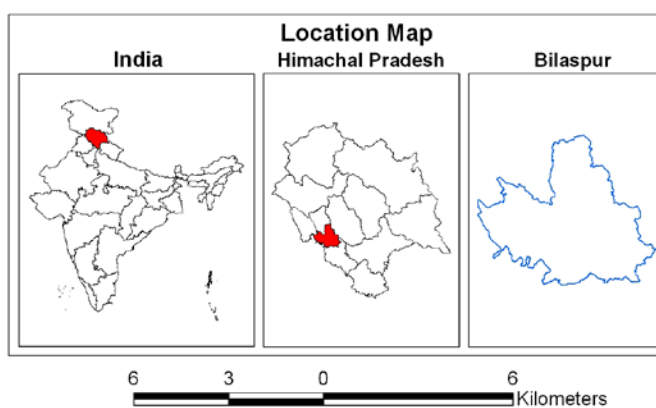 Location Map
India
Himachal Pradesh
Bilaspur
6 3 0 6
Kilometers